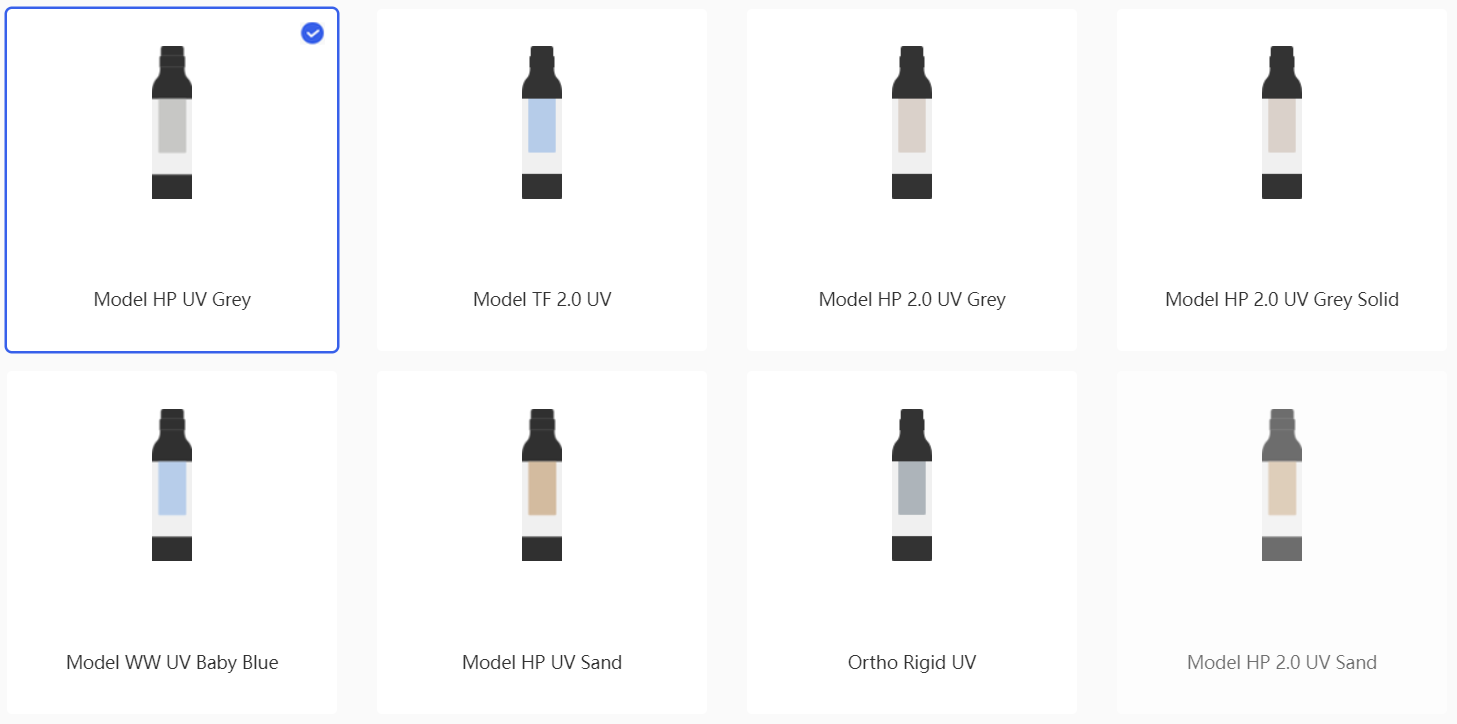 Model HP UV Grey
Model TF 2.0 UV
Model HP 2.0 UV Grey
Model HP 2.0 UV Grey Solid
Model WW UV Baby Blue
Model HP UV Sand
Ortho Rigid UV
Model HP 2.0 UV Sand